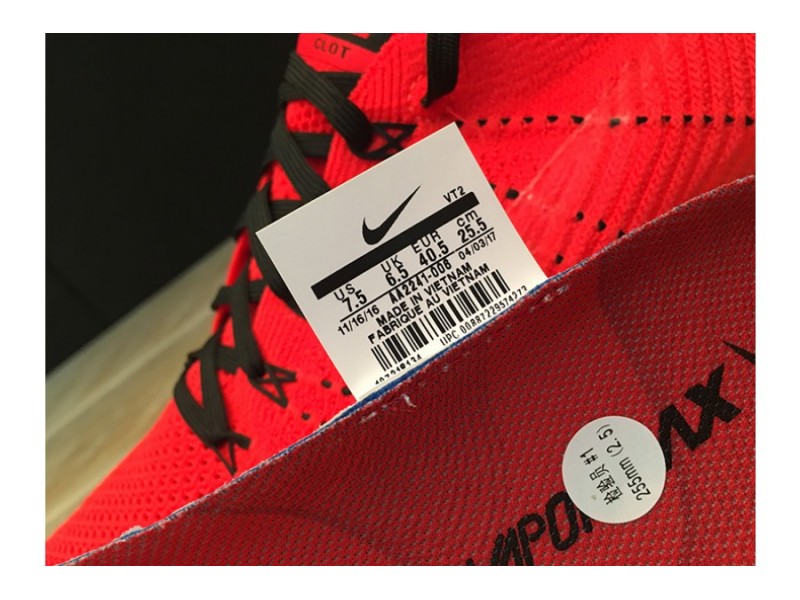 CLOT
VT2
US UK EUR cm
7.5 6.5 40.5 25.5
11/16/16 AA2241-006 04/03/17
MADE IN VIETNAM
FABRIQUE AU VIETNAM
UPC 00887229574273
检验员 #1
255mm (2.5)